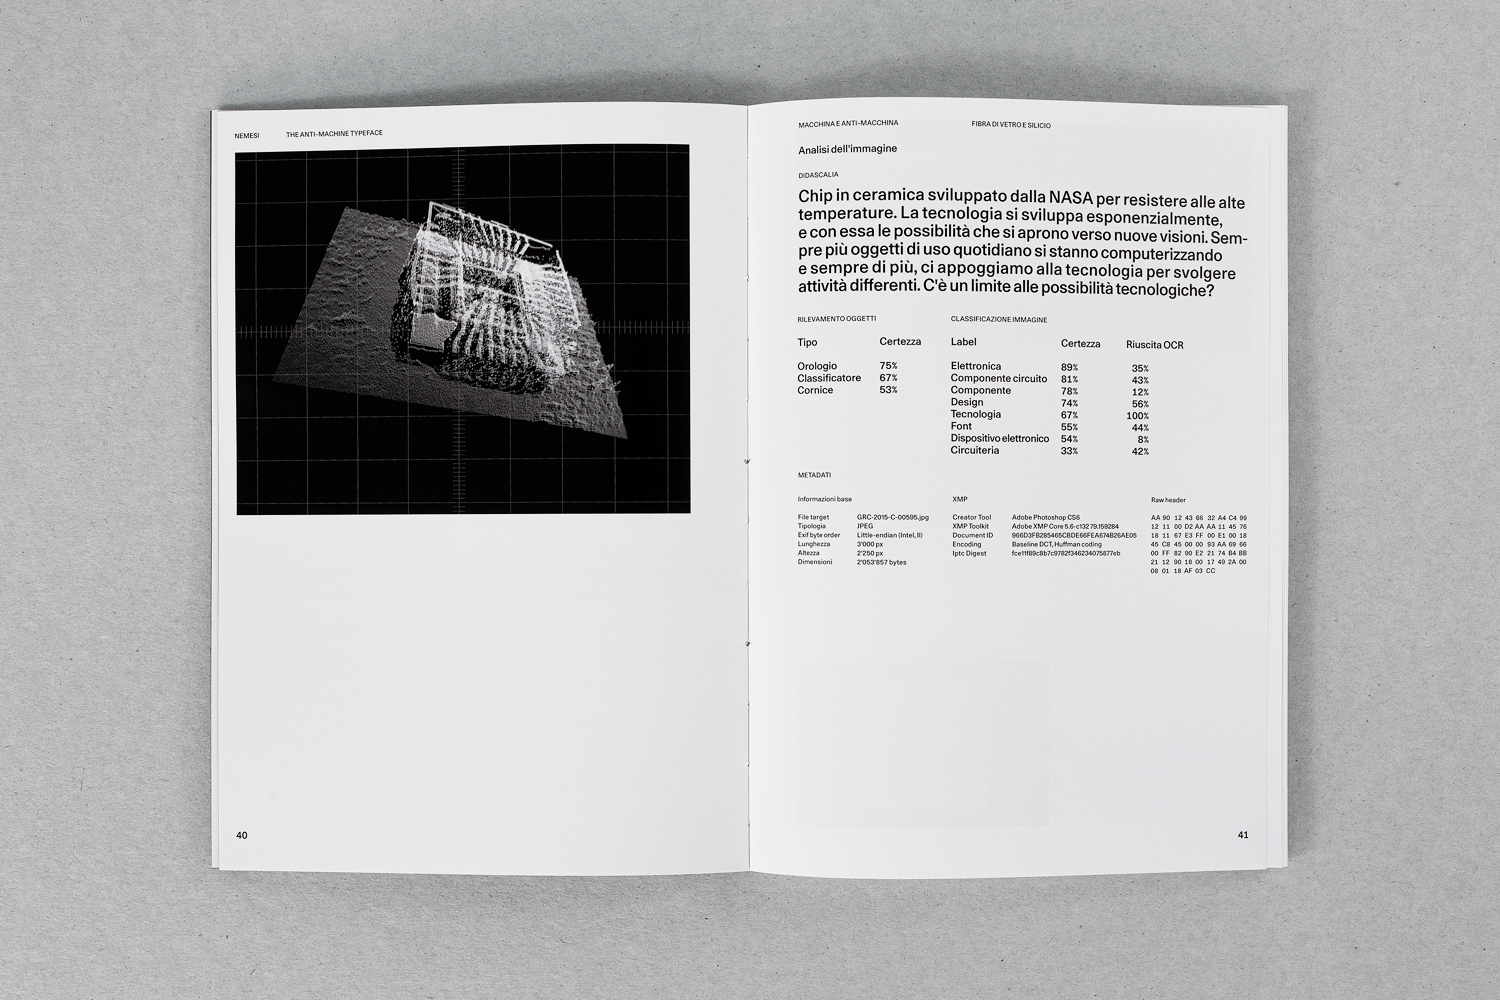 NEMESI THE ANTI-MACHINE TYPEFACE
40
MACCHINA E ANTI-MACCHINA FIBRA DI VETRO E SILICIO
Analisi dell'immagine
DIDASCALIA
Chip in ceramica sviluppato dalla NASA per resistere alle alte
temperature. La tecnologia si sviluppa esponenzialmente,
e con essa le possibilità che si aprono verso nuove visioni. Sem-
pre più oggetti di uso quotidiano si stanno computerizzando
e sempre di più, ci appoggiamo alla tecnologia per svolgere
attività differenti. C'è un limite alle possibilità tecnologiche?
RILEVAMENTO OGGETTI
Tipo Certezza
Orologio 75%
Classificatore 67%
Cornice 53%
CLASSIFICAZIONE IMMAGINE
Label Certezza Riuscita OCR
Elettronica 89% 35%
Componente circuito 81% 43%
Componente 78% 12%
Design 74% 56%
Tecnologia 67% 100%
Font 55% 44%
Dispositivo elettronico 54% 8%
Circuiteria 33% 42%
METADATI
Informazioni base
File target GRC-2015-C-00595.jpg
Tipologia JPEG
Exif byte order Little-endian (Intel, II)
Lunghezza 3'000 px
Altezza 2'250 px
Dimensioni 2'053'857 bytes
XMP
Creator Tool Adobe Photoshop CS6
XMP Toolkit Adobe XMP Core 5.6-c132 79.159284
Document ID 966D3FB285465CBDE66FEA674B26AE05
Encoding Baseline DCT, Huffman coding
Iptc Digest fce11f89c8b7c9782f346234075877eb
Raw header
AA 90 12 43 66 32 A4 C4 99
12 11 00 D2 AA AA 11 45 76
18 11 67 E3 FF 00 E1 00 18
45 C8 45 00 00 93 AA 69 66
00 FF 82 90 E2 21 74 B4 BB
21 12 90 18 00 17 49 2A 00
08 01 18 AF 03 CC
41